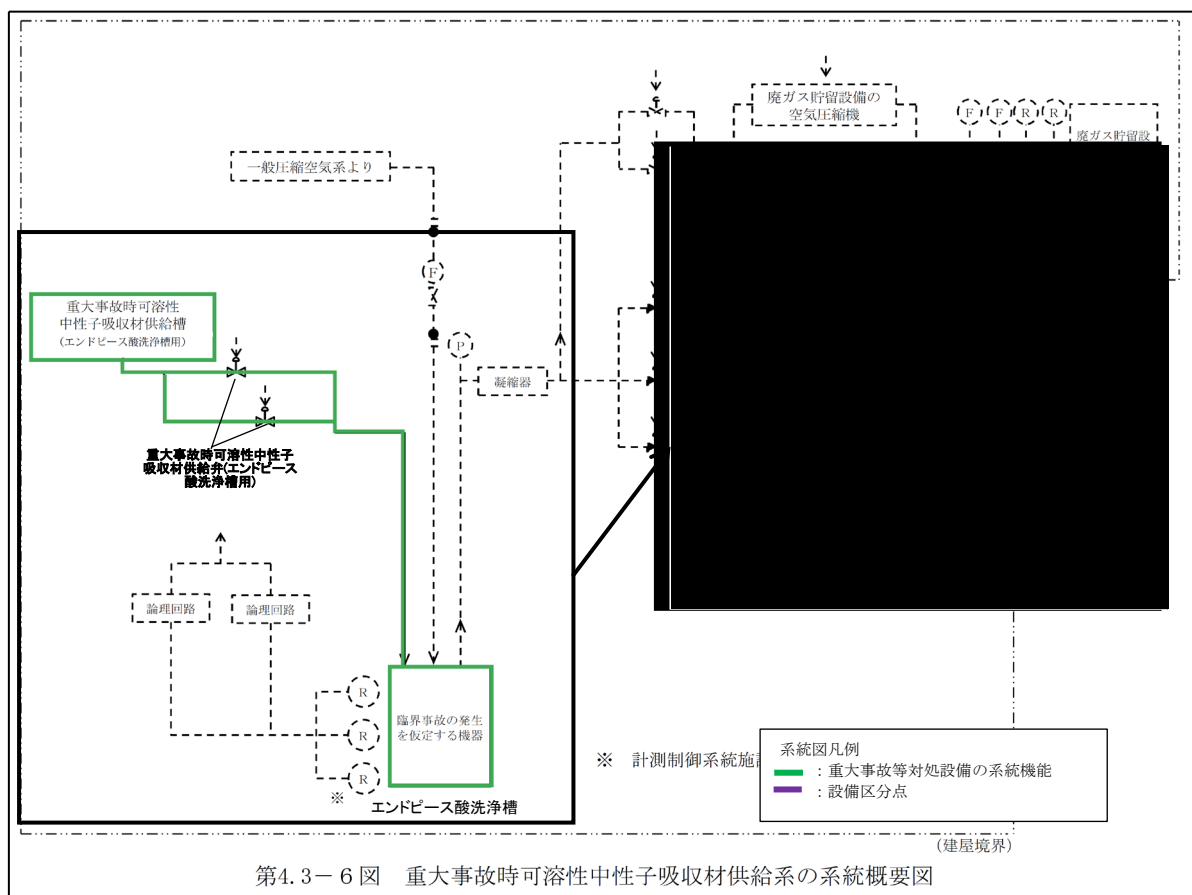 廃ガス貯留設備の
空気圧縮機
F
F
R
R
廃ガス貯留設
一般圧縮空気系より
F
重大事故時可溶性
中性子吸収材供給槽
(エンドピース酸洗浄槽用)
P
凝縮器
重大事故時可溶性中性子
吸収材供給弁(エンドピース
酸洗浄槽用)
論理回路
論理回路
R
R
R
※
臨界事故の発生
を仮定する機器
エンドピース酸洗浄槽
※ 計測制御系統施
系統図凡例
:重大事故等対処設備の系統機能
:設備区分点
(建屋境界)
第4.3-6図 重大事故時可溶性中性子吸収材供給系の系統概要図